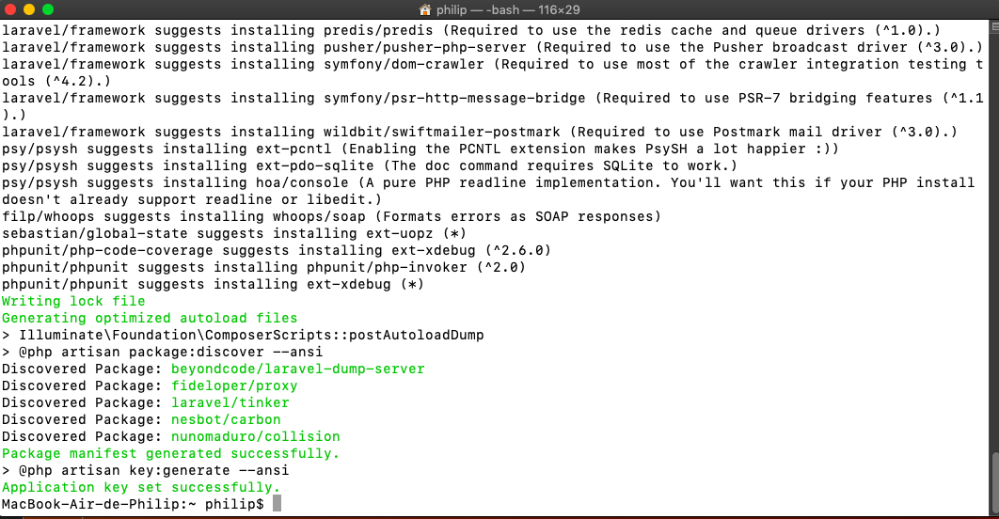 philip — -bash — 116×29
laravel/framework suggests installing predis/predis (Required to use the redis cache and queue drivers (^1.0).)
laravel/framework suggests installing pusher/pusher-php-server (Required to use the Pusher broadcast driver (^3.0).)
laravel/framework suggests installing symfony/dom-crawler (Required to use most of the crawler integration testing t
ools (^4.2).)
laravel/framework suggests installing symfony/psr-http-message-bridge (Required to use PSR-7 bridging features (^1.1
).)
laravel/framework suggests installing wildbit/swiftmailer-postmark (Required to use Postmark mail driver (^3.0).)
psy/psysh suggests installing ext-pcntl (Enabling the PCNTL extension makes PsySH a lot happier :))
psy/psysh suggests installing ext-pdo-sqlite (The doc command requires SQLite to work.)
psy/psysh suggests installing hoa/console (A pure PHP readline implementation. You'll want this if your PHP install
doesn't already support readline or libedit.)
filp/whoops suggests installing whoops/soap (Formats errors as SOAP responses)
sebastian/global-state suggests installing ext-uopz (*)
phpunit/php-code-coverage suggests installing ext-xdebug (^2.6.0)
phpunit/phpunit suggests installing phpunit/php-invoker (^2.0)
phpunit/phpunit suggests installing ext-xdebug (*)
Writing lock file
Generating optimized autoload files
> Illuminate\Foundation\ComposerScripts::postAutoloadDump
> @php artisan package:discover --ansi
Discovered Package: beyondcode/laravel-dump-server
Discovered Package: fideloper/proxy
Discovered Package: laravel/tinker
Discovered Package: nesbot/carbon
Discovered Package: nunomaduro/collision
Package manifest generated successfully.
> @php artisan key:generate --ansi
Application key set successfully.
MacBook-Air-de-Philip:~ philip$